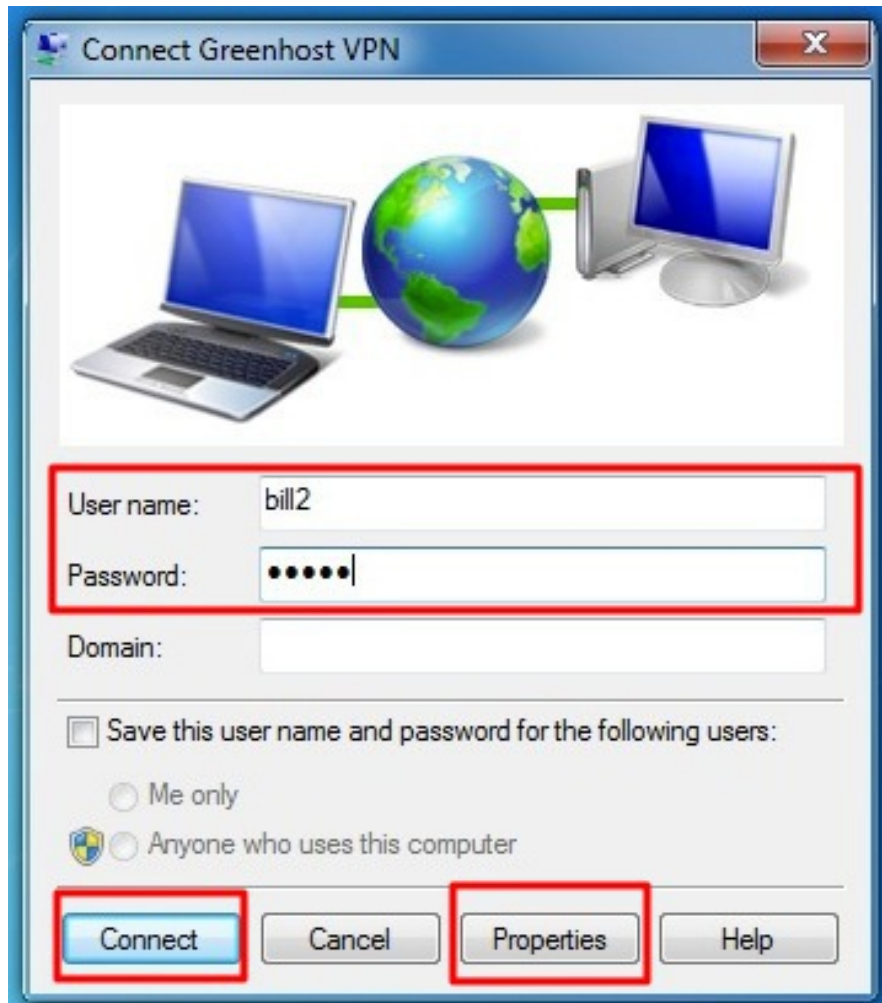 Connect Greenhost VPN
User name: bill2
Password: •••••
Domain:
Save this user name and password for the following users:
Me only
Anyone who uses this computer
Connect Cancel Properties Help